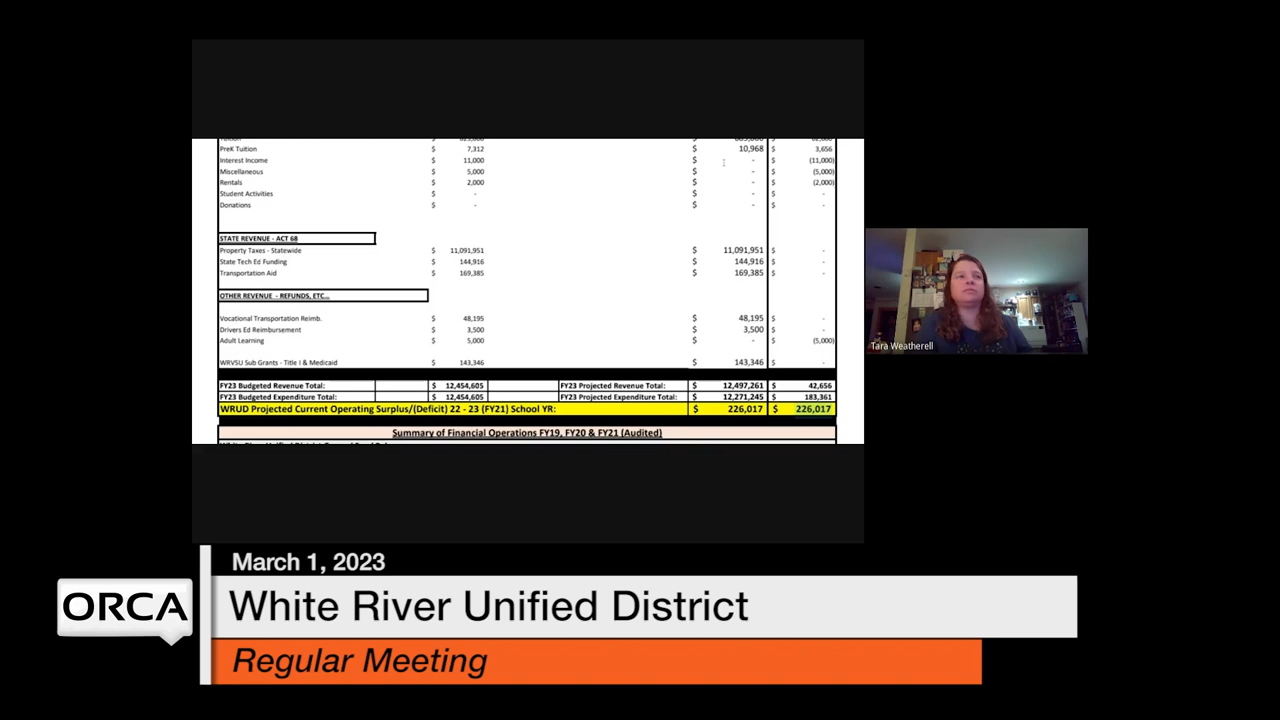 PreK Tuition $ 7,312 $ 10,968 $ 3,656
Interest Income $ 11,000 $ - $ (11,000)
Miscellaneous $ 5,000 $ - $ (5,000)
Rentals $ 2,000 $ - $ (2,000)
Student Activities $ - $ - $ -
Donations $ - $ - $ -
STATE REVENUE - ACT 68
Property Taxes - Statewide $ 11,091,951 $ 11,091,951 $ -
State Tech Ed Funding $ 144,916 $ 144,916 $ -
Transportation Aid $ 169,385 $ 169,385 $ -
OTHER REVENUE - REFUNDS, ETC...
Vocational Transportation Reimb. $ 48,195 $ 48,195 $ -
Drivers Ed Reimbursement $ 3,500 $ 3,500 $ -
Adult Learning $ 5,000 $ - $ (5,000)
WRVSU Sub Grants - Title I & Medicaid $ 143,346 $ 143,346 $ -
FY23 Budgeted Revenue Total: $ 12,454,605 FY23 Projected Revenue Total: $ 12,497,261 $ 42,656
FY23 Budgeted Expenditure Total: $ 12,454,605 FY23 Projected Expenditure Total: $ 12,271,245 $ 183,361
WRUD Projected Current Operating Surplus/(Deficit) 22 - 23 (FY21) School YR: $ 226,017 $ 226,017
Summary of Financial Operations FY19, FY20 & FY21 (Audited)
Tara Weatherell
March 1, 2023
ORCA
White River Unified District
Regular Meeting